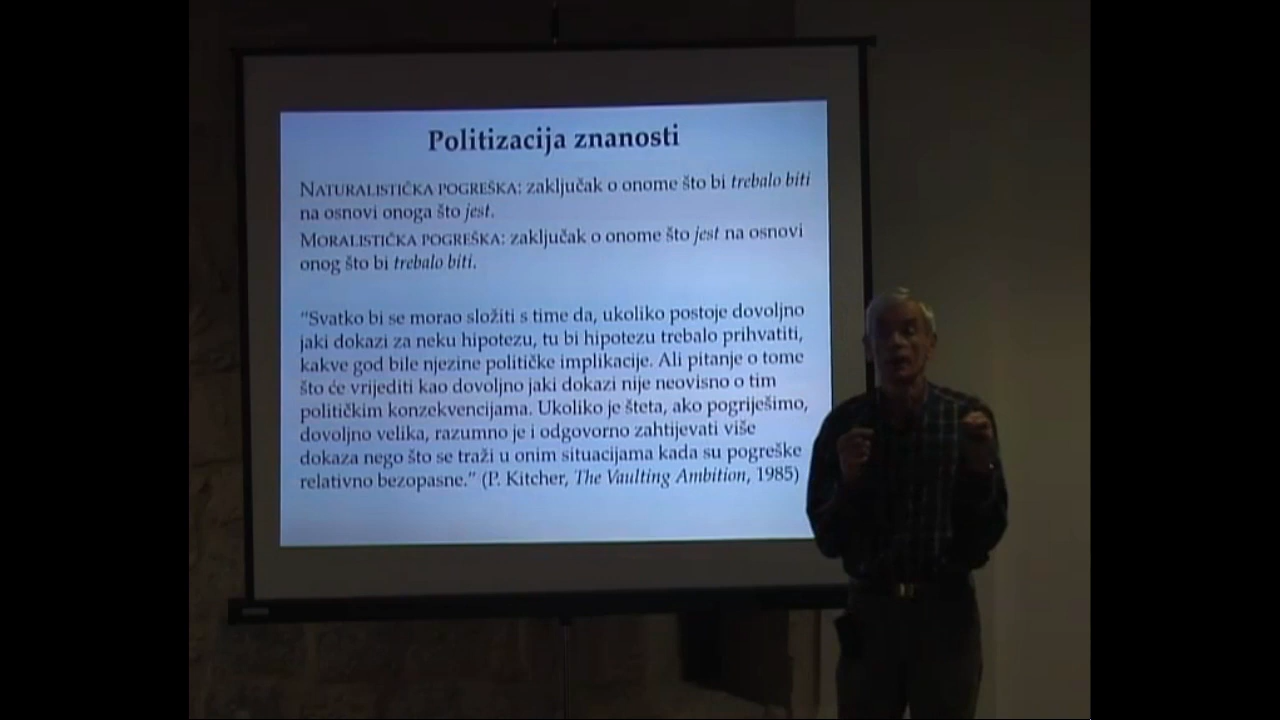 Politizacija znanosti
NATURALISTIČKA POGREŠKA: zaključak o onome što bi trebalo biti
na osnovi onoga što jest.
MORALISTIČKA POGREŠKA: zaključak o onome što jest na osnovi
onog što bi trebalo biti.
“Svatko bi se morao složiti s time da, ukoliko postoje dovoljno
jaki dokazi za neku hipotezu, tu bi hipotezu trebalo prihvatiti,
kakve god bile njezine političke implikacije. Ali pitanje o tome
što će vrijediti kao dovoljno jaki dokazi nije neovisno o tim
političkim konzekvencijama. Ukoliko je šteta, ako pogriješimo,
dovoljno velika, razumno je i odgovorno zahtijevati više
dokaza nego što se traži u onim situacijama kada su pogreške
relativno bezopasne.” (P. Kitcher, The Vaulting Ambition, 1985)